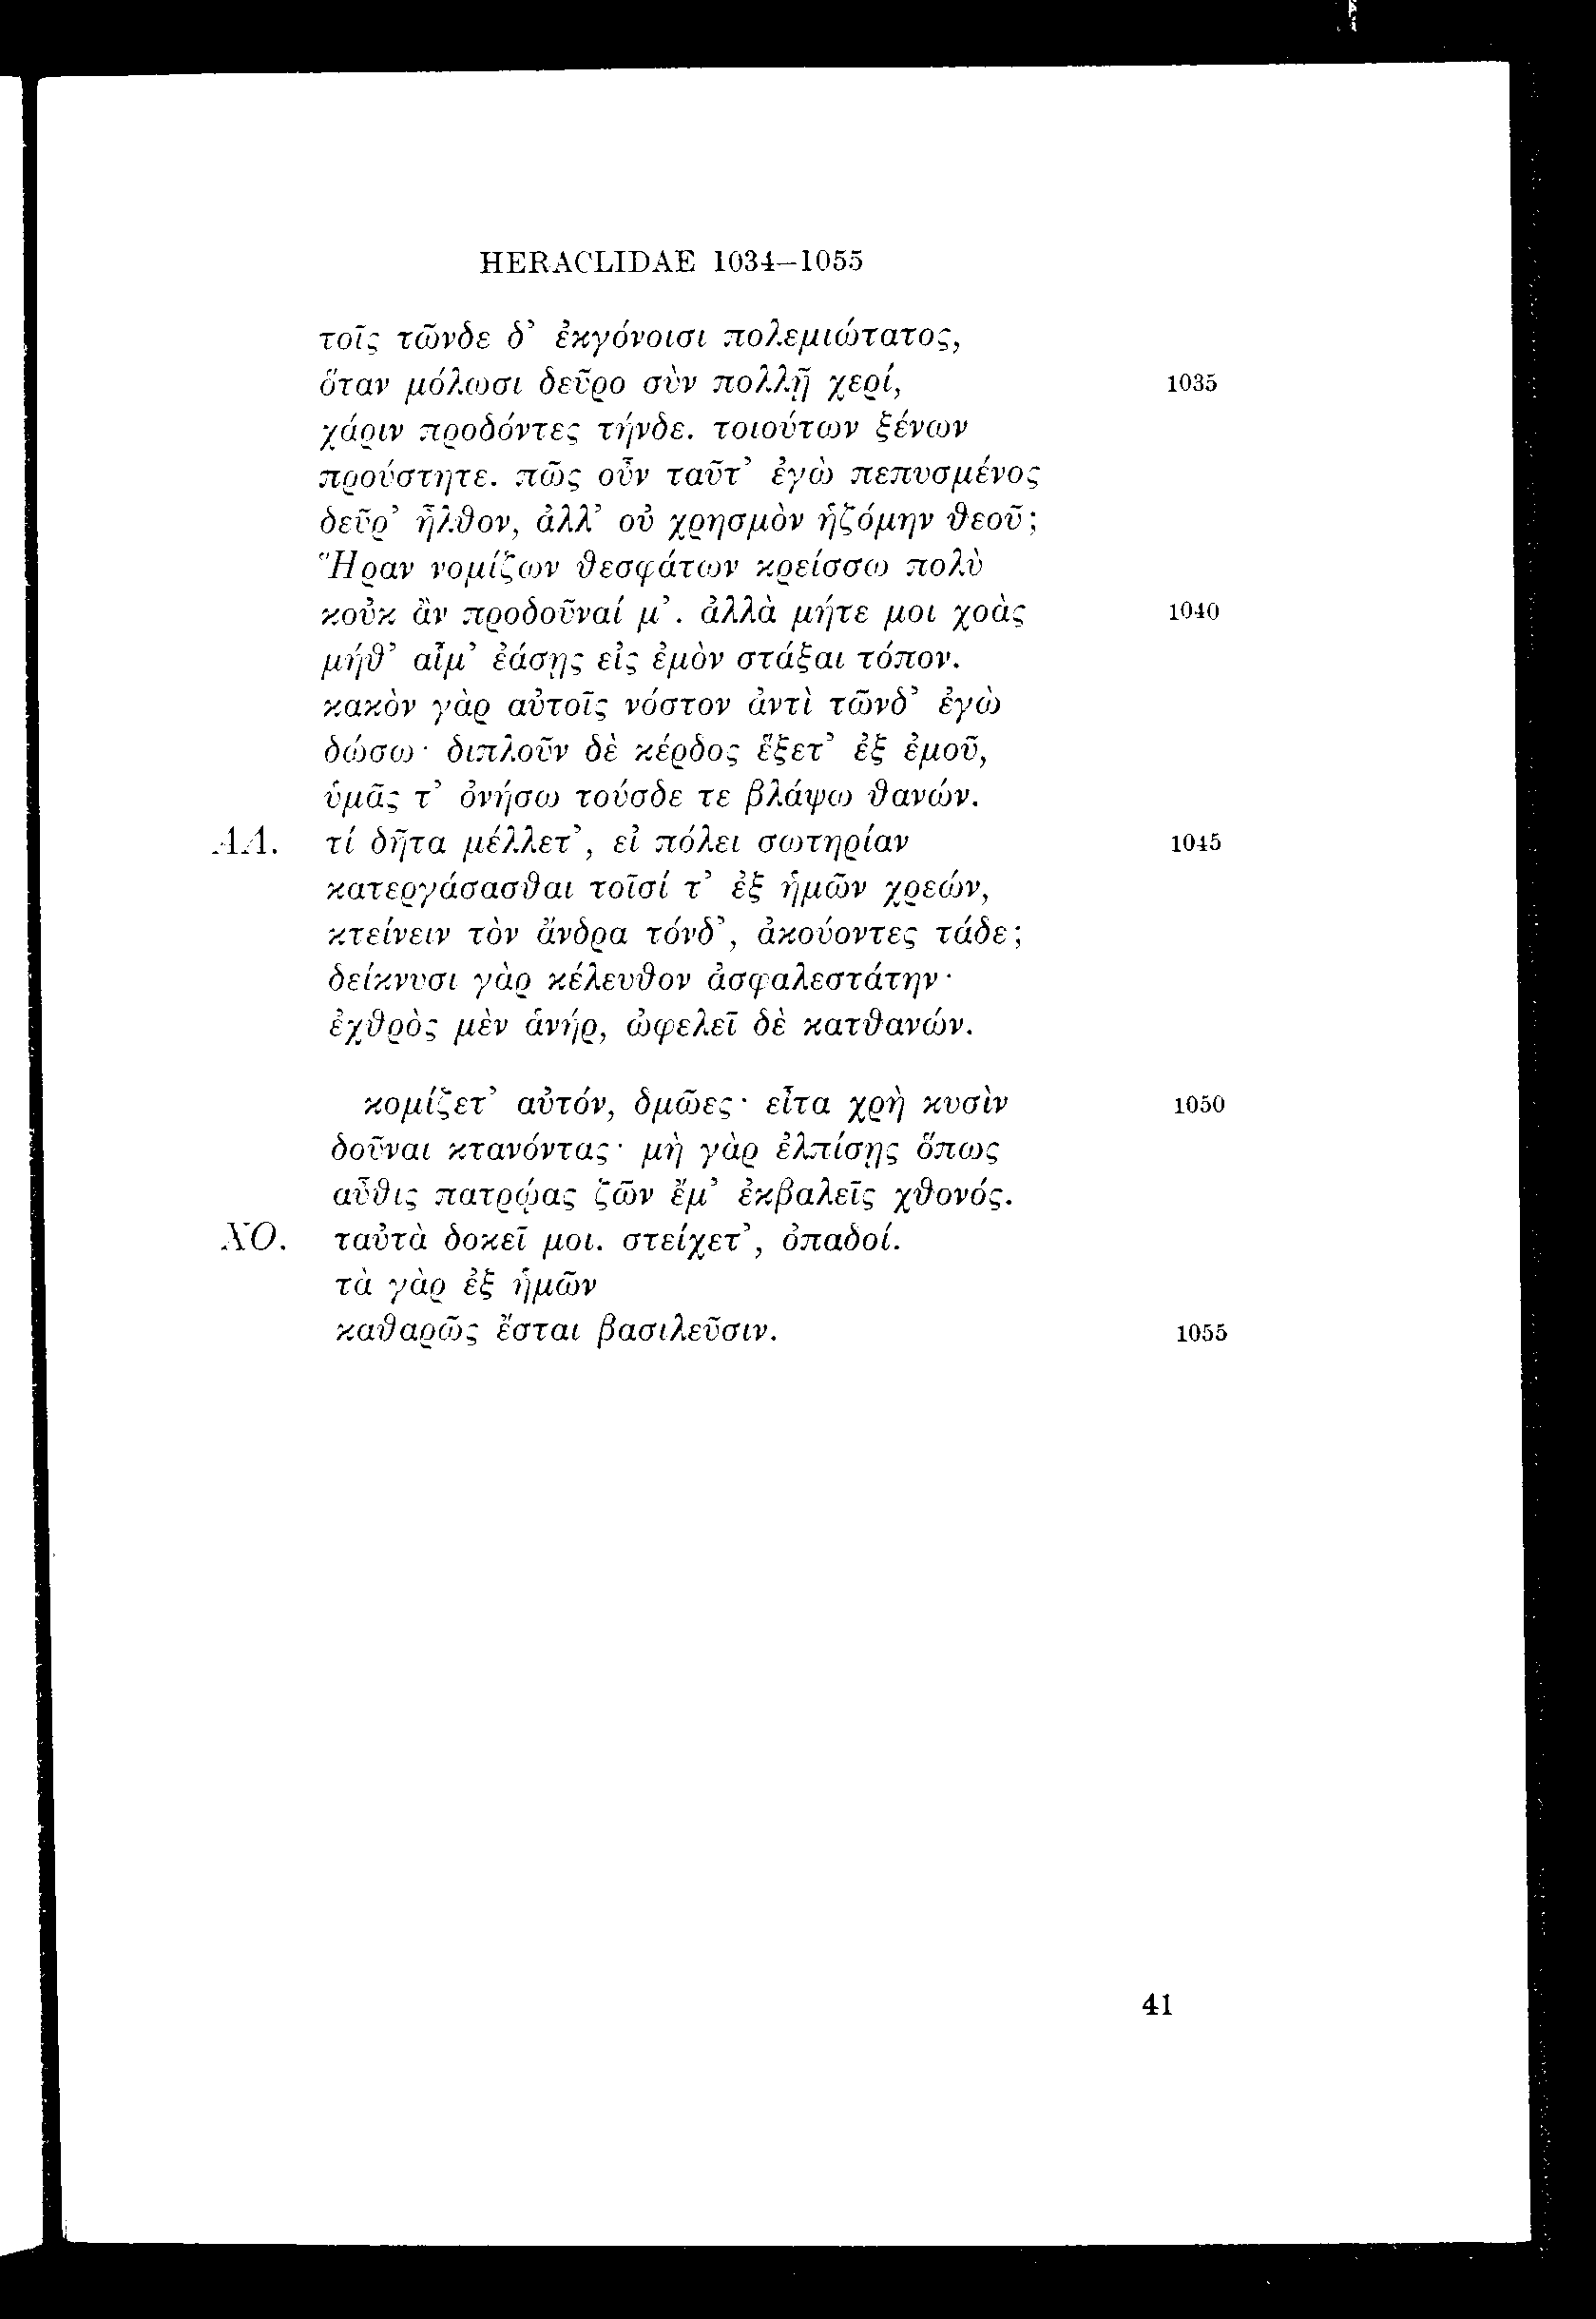 HERACLIDAE 1034–1055
τοῖς τῶνδε δ’ ἐκγόνοισι πολεμιώτατος,
ὅταν μόλωσι δεῦρο σὺν πολλῇ χερί, 1035
χάριν προδόντες τήνδε. τοιούτων ξένων
προύστητε. πῶς οὖν ταῦτ’ ἐγὼ πεπυσμένος
δεῦρ’ ἦλθον, ἀλλ’ οὐ χρησμὸν ἡζόμην θεοῦ;
Ἥραν νομίζων θεσφάτων κρείσσω πολὺ
κοὐκ ἂν προδοῦναί μ’. ἀλλὰ μήτε μοι χοὰς 1040
μήθ’ αἷμ’ ἐάσῃς εἰς ἐμὸν στάξαι τόπον.
κακὸν γὰρ αὐτοῖς νόστον ἀντὶ τῶνδ’ ἐγὼ
δώσω· διπλοῦν δὲ κέρδος ἕξετ’ ἐξ ἐμοῦ,
ὑμᾶς τ’ ὀνήσω τούσδε τε βλάψω θανών.
ΑΛ. τί δῆτα μέλλετ’, εἰ πόλει σωτηρίαν 1045
κατεργάσασθαι τοῖσί τ’ ἐξ ἡμῶν χρεών,
κτείνειν τὸν ἄνδρα τόνδ’, ἀκούοντες τάδε;
δείκνυσι γὰρ κέλευθον ἀσφαλεστάτην·
ἐχθρὸς μὲν ἁνήρ, ὠφελεῖ δὲ κατθανών.
κομίζετ’ αὐτόν, δμῶες· εἶτα χρὴ κυσὶν 1050
δοῦναι κτανόντας· μὴ γὰρ ἐλπίσῃς ὅπως
αὖθις πατρῴας ζῶν ἔμ’ ἐκβαλεῖς χθονός.
ΧΟ. ταὐτὰ δοκεῖ μοι. στείχετ’, ὀπαδοί.
τὰ γὰρ ἐξ ἡμῶν
καθαρῶς ἔσται βασιλεῦσιν. 1055
41